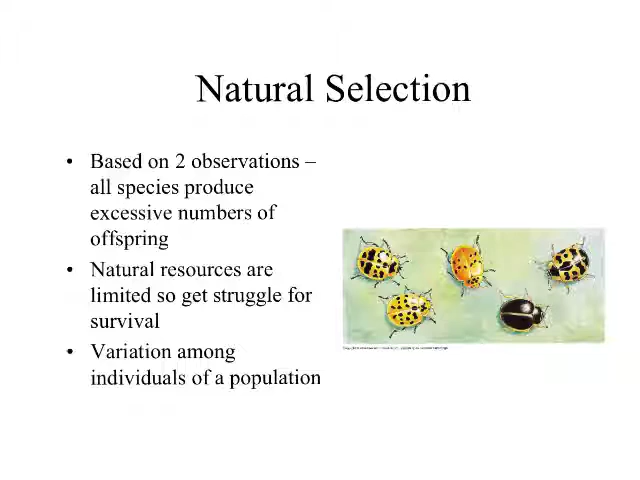 Natural Selection
• Based on 2 observations –
all species produce
excessive numbers of
offspring
• Natural resources are
limited so get struggle for
survival
• Variation among
individuals of a population